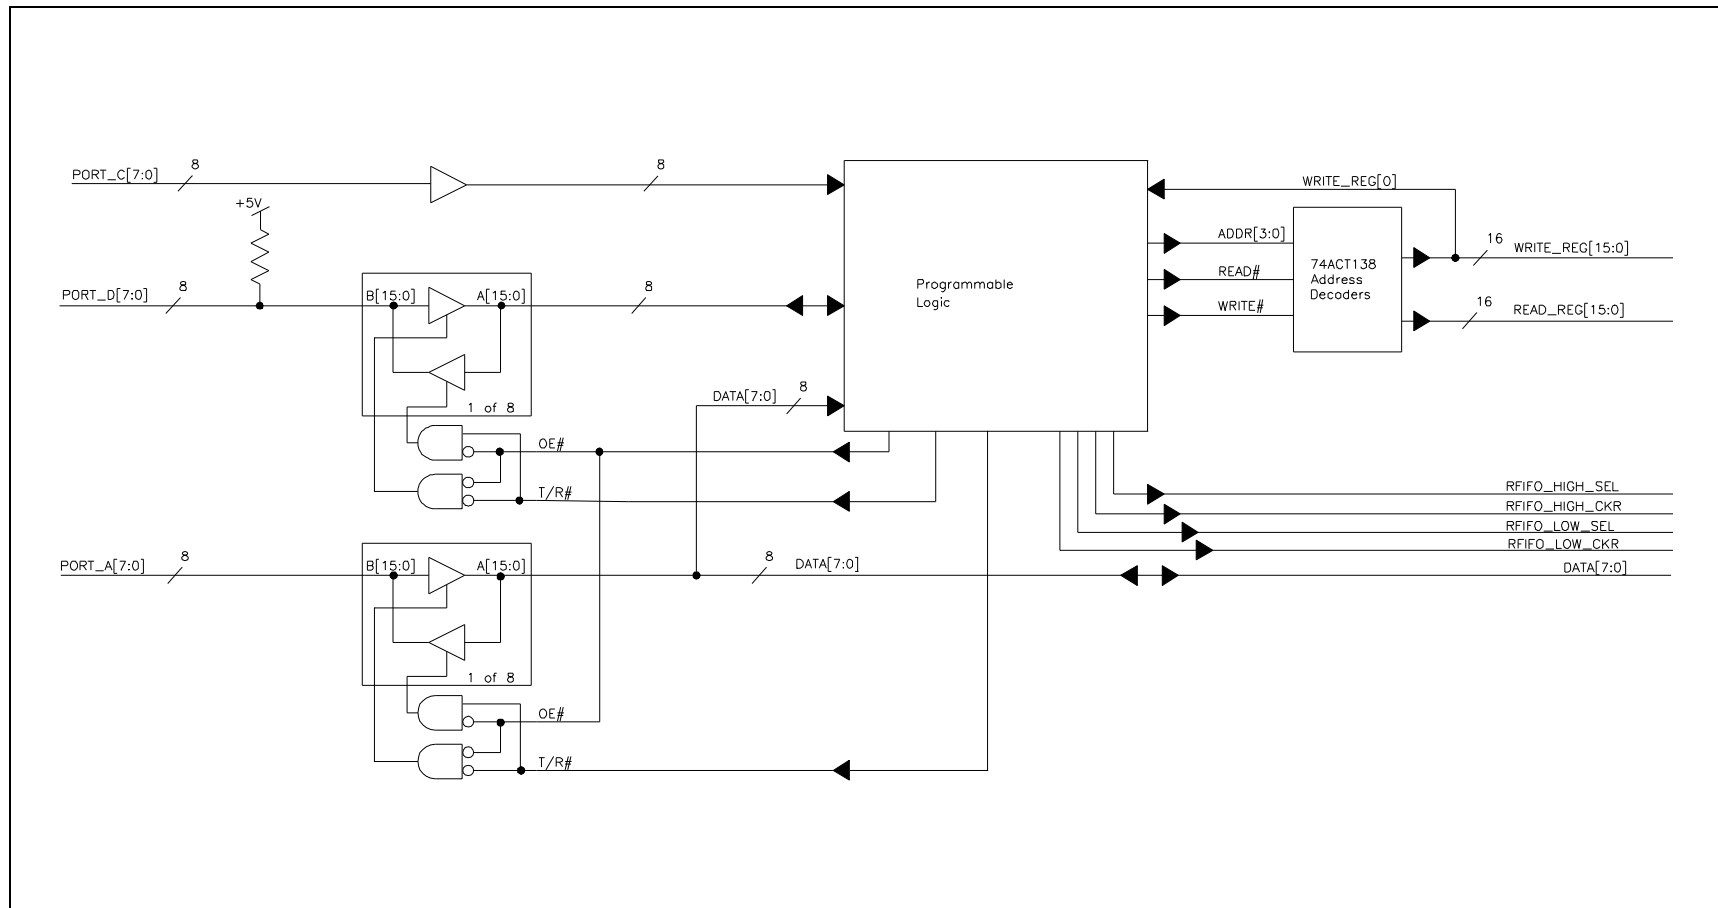 PORT_C[7:0]
8
8
+5V
PORT_D[7:0]
8
B[15:0]
A[15:0]
8
1 of 8
OE#
T/R#
DATA[7:0]
8
Programmable
Logic
WRITE_REG[0]
ADDR[3:0]
READ#
WRITE#
74ACT138
Address
Decoders
16
WRITE_REG[15:0]
16
READ_REG[15:0]
RFIFO_HIGH_SEL
RFIFO_HIGH_CKR
RFIFO_LOW_SEL
RFIFO_LOW_CKR
PORT_A[7:0]
8
B[15:0]
A[15:0]
8
DATA[7:0]
DATA[7:0]
1 of 8
OE#
T/R#